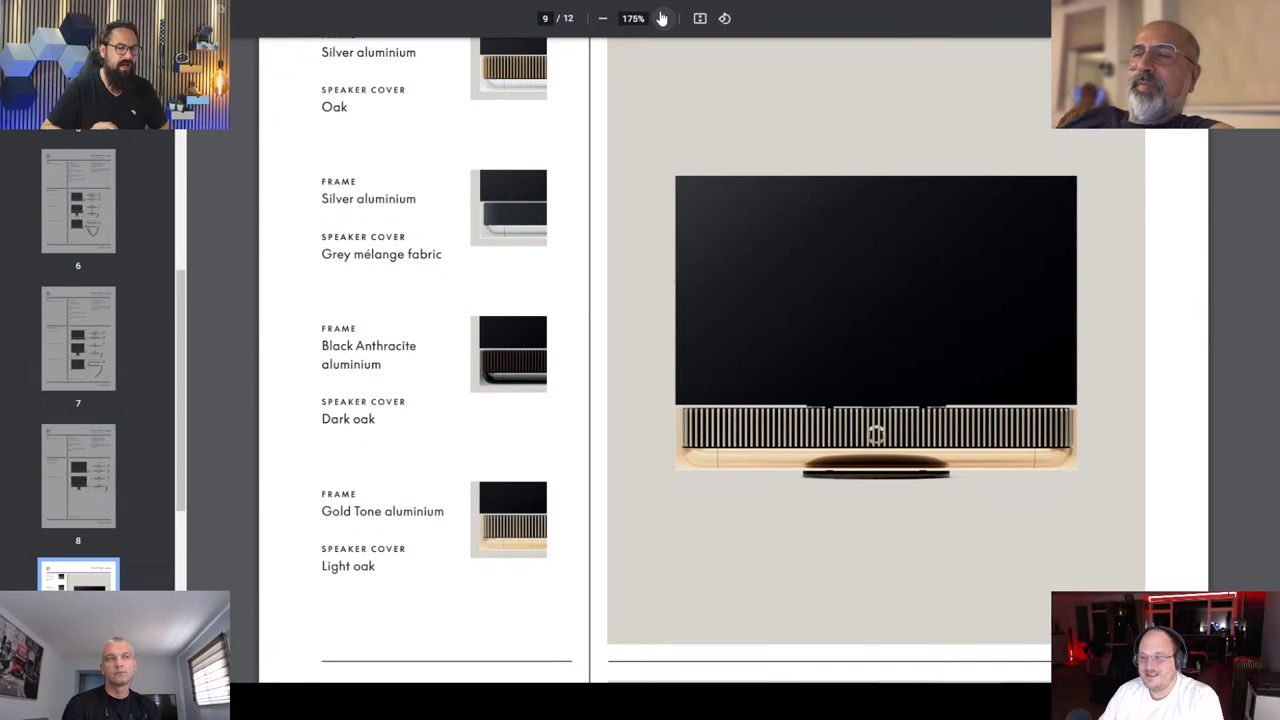 9 / 12
175%
Silver aluminium
SPEAKER COVER
Oak
FRAME
Silver aluminium
SPEAKER COVER
Grey mélange fabric
FRAME
Black Anthracite
aluminium
SPEAKER COVER
Dark oak
FRAME
Gold Tone aluminium
SPEAKER COVER
Light oak
6
7
8